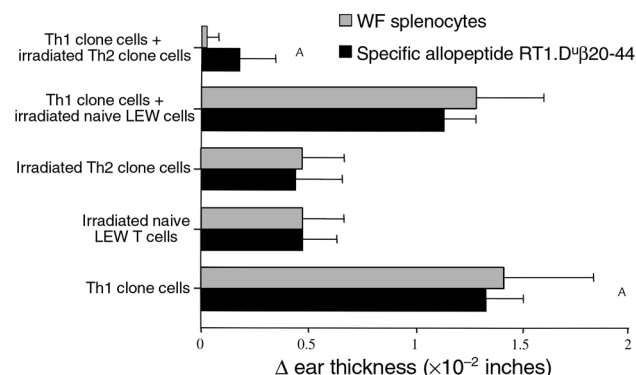 WF splenocytes
Specific allopeptide RT1.Dᵘβ20-44
Th1 clone cells +
irradiated Th2 clone cells
A
Th1 clone cells +
irradiated naive LEW cells
Irradiated Th2 clone cells
Irradiated naive
LEW T cells
Th1 clone cells
A
0 0.5 1 1.5 2
Δ ear thickness (×10⁻² inches)